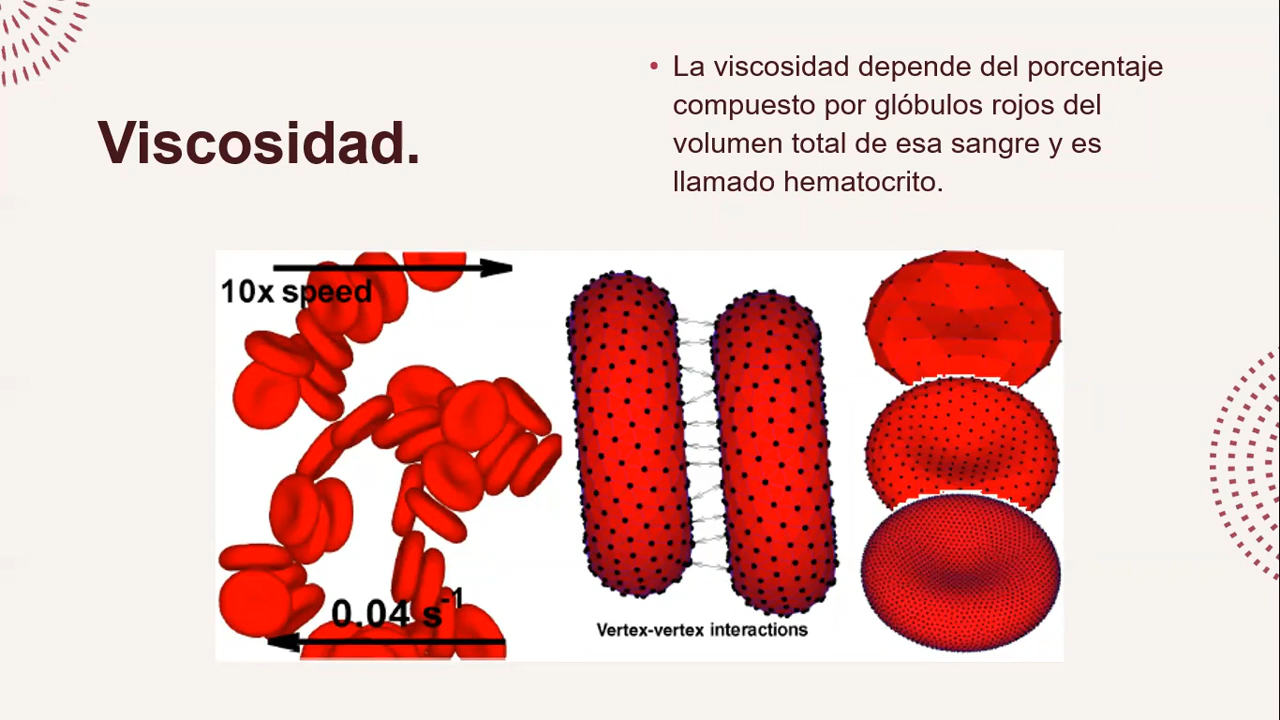 Viscosidad.
• La viscosidad depende del porcentaje
compuesto por glóbulos rojos del
volumen total de esa sangre y es
llamado hematocrito.
10x speed
0.04 s-1
Vertex-vertex interactions